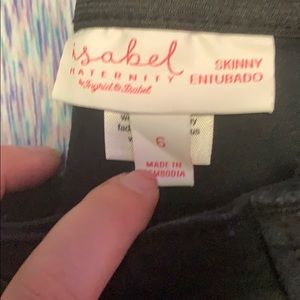 isabel
MATERNITY
by Ingrid & Isabel
SKINNY
ENTUBADO
6
MADE IN
CAMBODIA